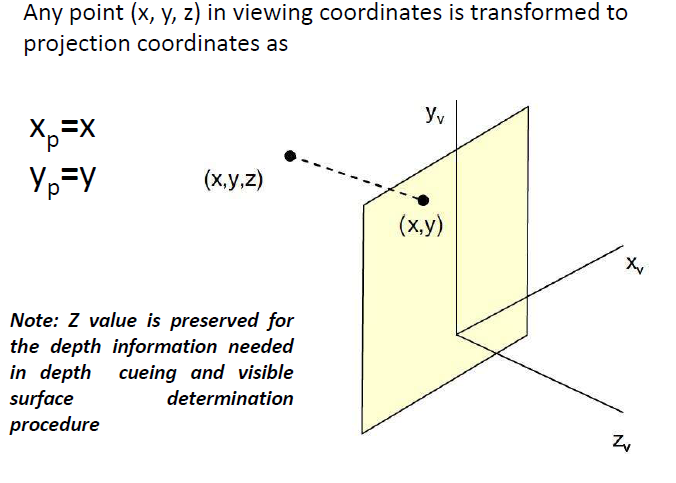 Any point (x, y, z) in viewing coordinates is transformed to
projection coordinates as
xp=x
yp=y
(x,y,z)
yv
(x,y)
xv
Note: Z value is preserved for
the depth information needed
in depth cueing and visible
surface determination
procedure
zv